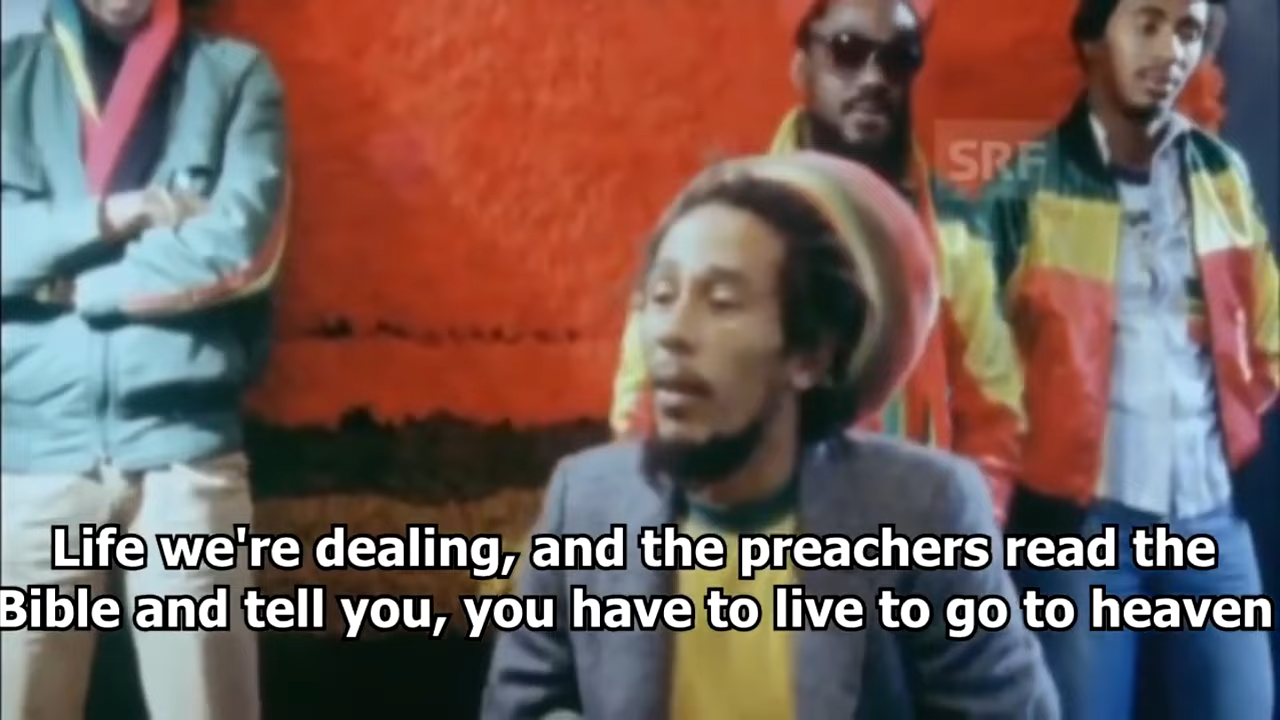 SRF
Life we're dealing, and the preachers read the
Bible and tell you, you have to live to go to heaven